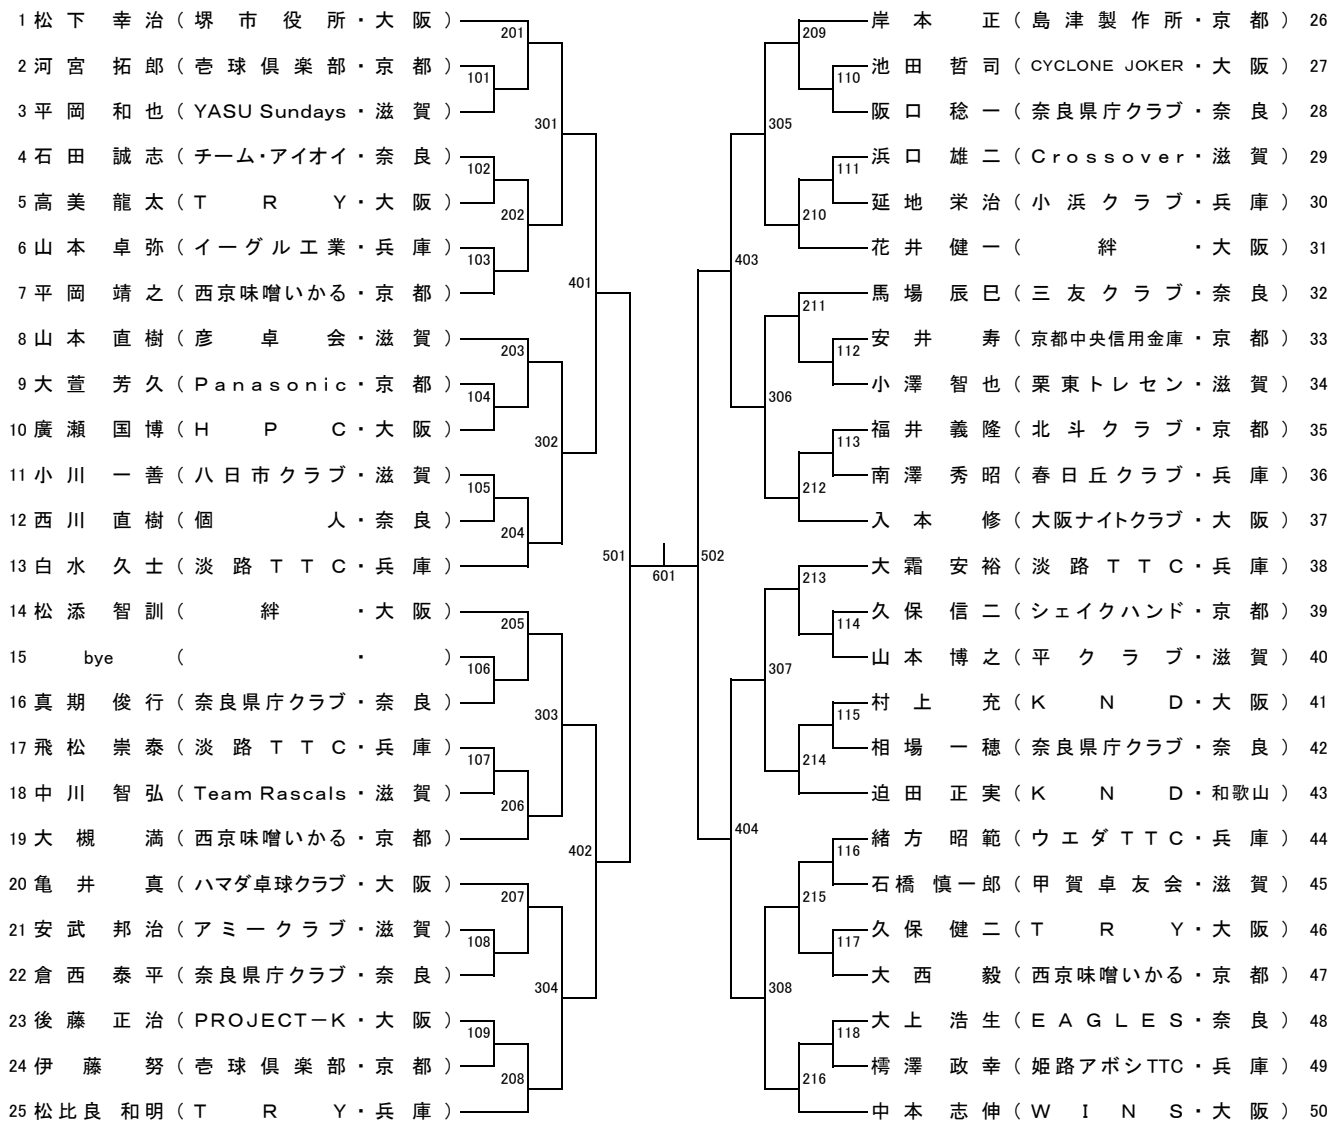 1 松下 幸治 ( 堺市役所・大阪 )
2 河宮 拓郎 ( 壱球倶楽部・京都 )
3 平岡 和也 ( YASU Sundays・滋賀 )
4 石田 誠志 ( チーム・アイオイ・奈良 )
5 高美 龍太 ( TRY・大阪 )
6 山本 卓弥 ( イーグル工業・兵庫 )
7 平岡 靖之 ( 西京味噌いかる・京都 )
8 山本 直樹 ( 彦卓会・滋賀 )
9 大萱 芳久 ( Panasonic・京都 )
10 廣瀬 国博 ( HPC・大阪 )
11 小川 一善 ( 八日市クラブ・滋賀 )
12 西川 直樹 ( 個人・奈良 )
13 白水 久士 ( 淡路TTC・兵庫 )
14 松添 智訓 ( 絆・大阪 )
15 bye ( ・ )
16 真期 俊行 ( 奈良県庁クラブ・奈良 )
17 飛松 崇泰 ( 淡路TTC・兵庫 )
18 中川 智弘 ( Team Rascals・滋賀 )
19 大槻 満 ( 西京味噌いかる・京都 )
20 亀井 真 ( ハマダ卓球クラブ・大阪 )
21 安武 邦治 ( アミークラブ・滋賀 )
22 倉西 泰平 ( 奈良県庁クラブ・奈良 )
23 後藤 正治 ( PROJECT－K・大阪 )
24 伊藤 努 ( 壱球倶楽部・京都 )
25 松比良 和明 ( TRY・兵庫 )
201
101
301
102
202
103
401
203
104
302
105
204
501
205
106
303
107
206
402
207
108
304
109
208
601
502
209
110
305
111
210
403
211
112
306
113
212
213
114
307
115
214
404
116
215
117
308
118
216
岸本 正 ( 島津製作所・京都 ) 26
池田 哲司 ( CYCLONE JOKER・大阪 ) 27
阪口 稔一 ( 奈良県庁クラブ・奈良 ) 28
浜口 雄二 ( Crossover・滋賀 ) 29
延地 栄治 ( 小浜クラブ・兵庫 ) 30
花井 健一 ( 絆・大阪 ) 31
馬場 辰巳 ( 三友クラブ・奈良 ) 32
安井 寿 ( 京都中央信用金庫・京都 ) 33
小澤 智也 ( 栗東トレセン・滋賀 ) 34
福井 義隆 ( 北斗クラブ・京都 ) 35
南澤 秀昭 ( 春日丘クラブ・兵庫 ) 36
入本 修 ( 大阪ナイトクラブ・大阪 ) 37
大霜 安裕 ( 淡路TTC・兵庫 ) 38
久保 信二 ( シェイクハンド・京都 ) 39
山本 博之 ( 平クラブ・滋賀 ) 40
村上 充 ( KND・大阪 ) 41
相場 一穂 ( 奈良県庁クラブ・奈良 ) 42
迫田 正実 ( KND・和歌山 ) 43
緒方 昭範 ( ウエダTTC・兵庫 ) 44
石橋 慎一郎 ( 甲賀卓友会・滋賀 ) 45
久保 健二 ( TRY・大阪 ) 46
大西 毅 ( 西京味噌いかる・京都 ) 47
大上 浩生 ( EAGLES・奈良 ) 48
樗澤 政幸 ( 姫路アボシTTC・兵庫 ) 49
中本 志伸 ( WINS・大阪 ) 50